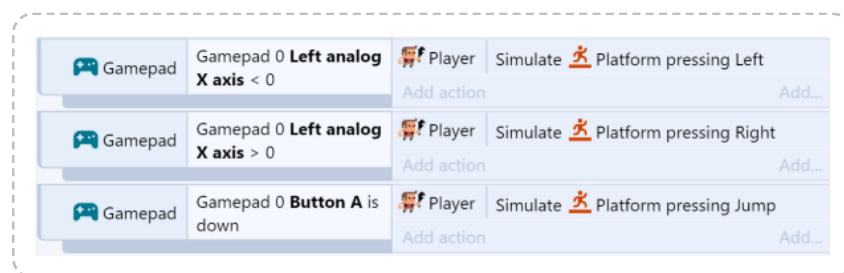 Gamepad Gamepad 0 Left analog X axis < 0 Player Simulate Platform pressing Left
Add action Add...
Gamepad Gamepad 0 Left analog X axis > 0 Player Simulate Platform pressing Right
Add action Add...
Gamepad Gamepad 0 Button A is down Player Simulate Platform pressing Jump
Add action Add...